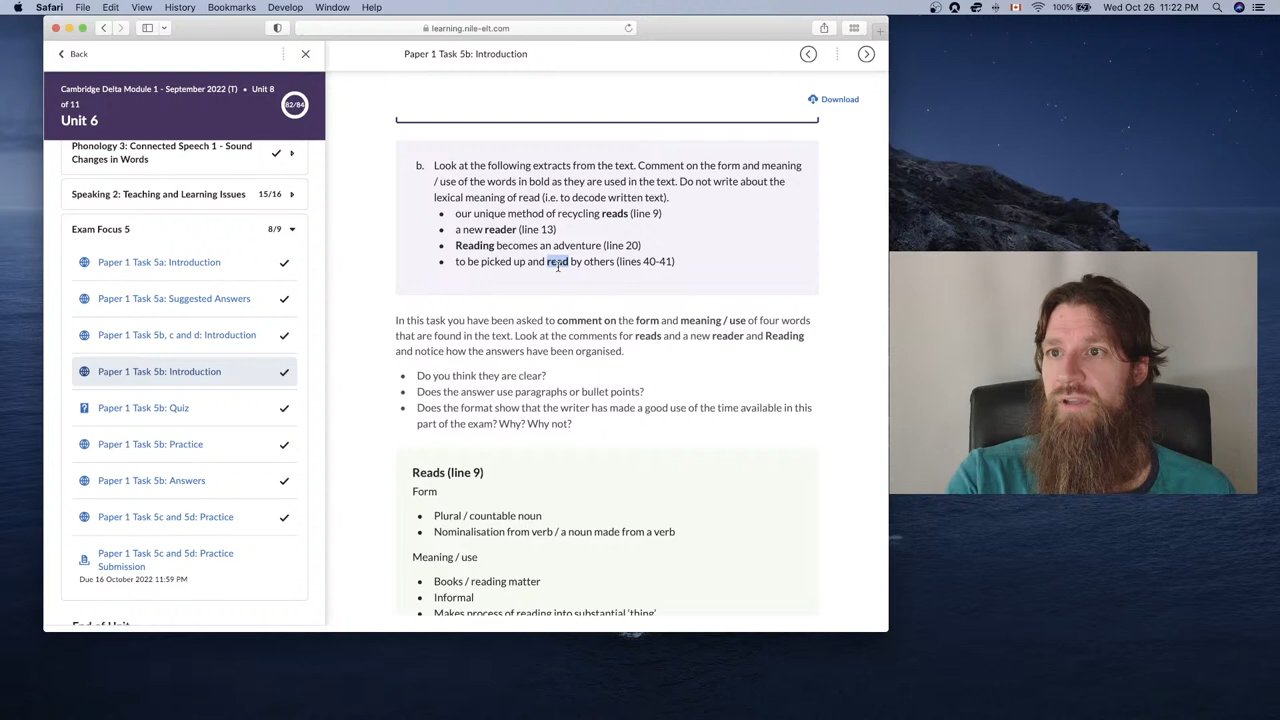 Safari File Edit View History Bookmarks Develop Window Help
100% Wed Oct 26 11:22 PM
learning.nile-elt.com
Back
Paper 1 Task 5b: Introduction
Cambridge Delta Module 1 - September 2022 (T) • Unit 8
of 11
82/84
Unit 6
Download
Phonology 3: Connected Speech 1 - Sound
Changes in Words
Speaking 2: Teaching and Learning Issues 15/16
Exam Focus 5 8/9
Paper 1 Task 5a: Introduction
Paper 1 Task 5a: Suggested Answers
Paper 1 Task 5b, c and d: Introduction
Paper 1 Task 5b: Introduction
Paper 1 Task 5b: Quiz
Paper 1 Task 5b: Practice
Paper 1 Task 5b: Answers
Paper 1 Task 5c and 5d: Practice
Paper 1 Task 5c and 5d: Practice
Submission
Due 16 October 2022 11:59 PM
End of Unit
b. Look at the following extracts from the text. Comment on the form and meaning
/ use of the words in bold as they are used in the text. Do not write about the
lexical meaning of read (i.e. to decode written text).
• our unique method of recycling reads (line 9)
• a new reader (line 13)
• Reading becomes an adventure (line 20)
• to be picked up and read by others (lines 40-41)
In this task you have been asked to comment on the form and meaning / use of four words
that are found in the text. Look at the comments for reads and a new reader and Reading
and notice how the answers have been organised.
• Do you think they are clear?
• Does the answer use paragraphs or bullet points?
• Does the format show that the writer has made a good use of the time available in this
part of the exam? Why? Why not?
Reads (line 9)
Form
• Plural / countable noun
• Nominalisation from verb / a noun made from a verb
Meaning / use
• Books / reading matter
• Informal
• Makes process of reading into substantial 'thing'